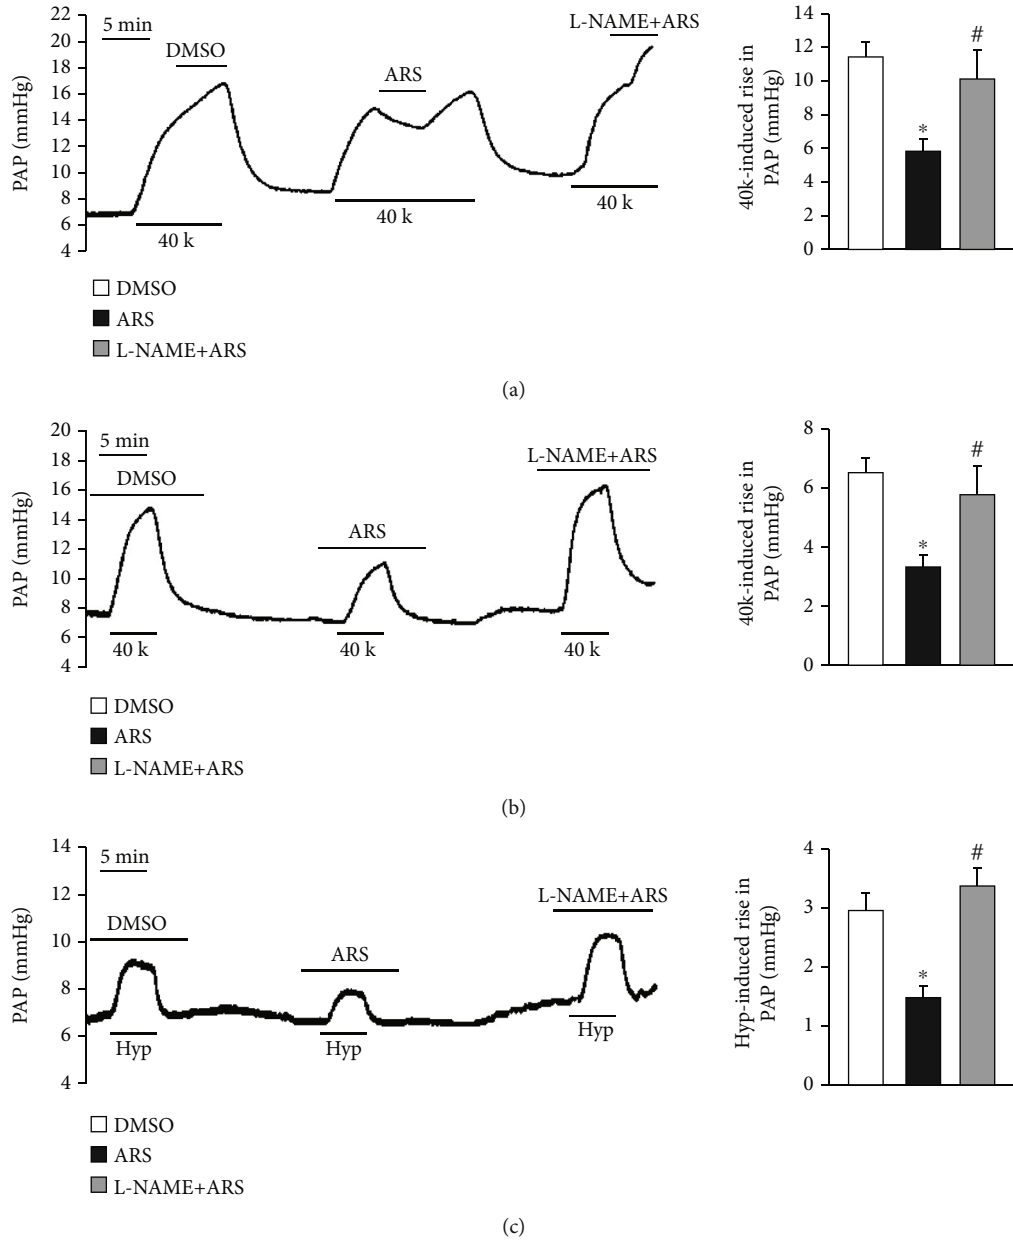 22
20
18
16
14
12
10
8
6
4
PAP (mmHg)
5 min
DMSO
ARS
L-NAME+ARS
40 k
40 k
40 k
14
12
10
8
6
4
2
0
40k-induced rise in
PAP (mmHg)
*
#
DMSO
ARS
L-NAME+ARS
(a)
20
18
16
14
12
10
8
6
4
PAP (mmHg)
5 min
DMSO
ARS
L-NAME+ARS
40 k
40 k
40 k
8
6
4
2
0
40k-induced rise in
PAP (mmHg)
*
#
DMSO
ARS
L-NAME+ARS
(b)
14
12
10
8
6
4
PAP (mmHg)
5 min
DMSO
ARS
L-NAME+ARS
Hyp
Hyp
Hyp
4
3
2
1
0
Hyp-induced rise in
PAP (mmHg)
*
#
DMSO
ARS
L-NAME+ARS
(c)